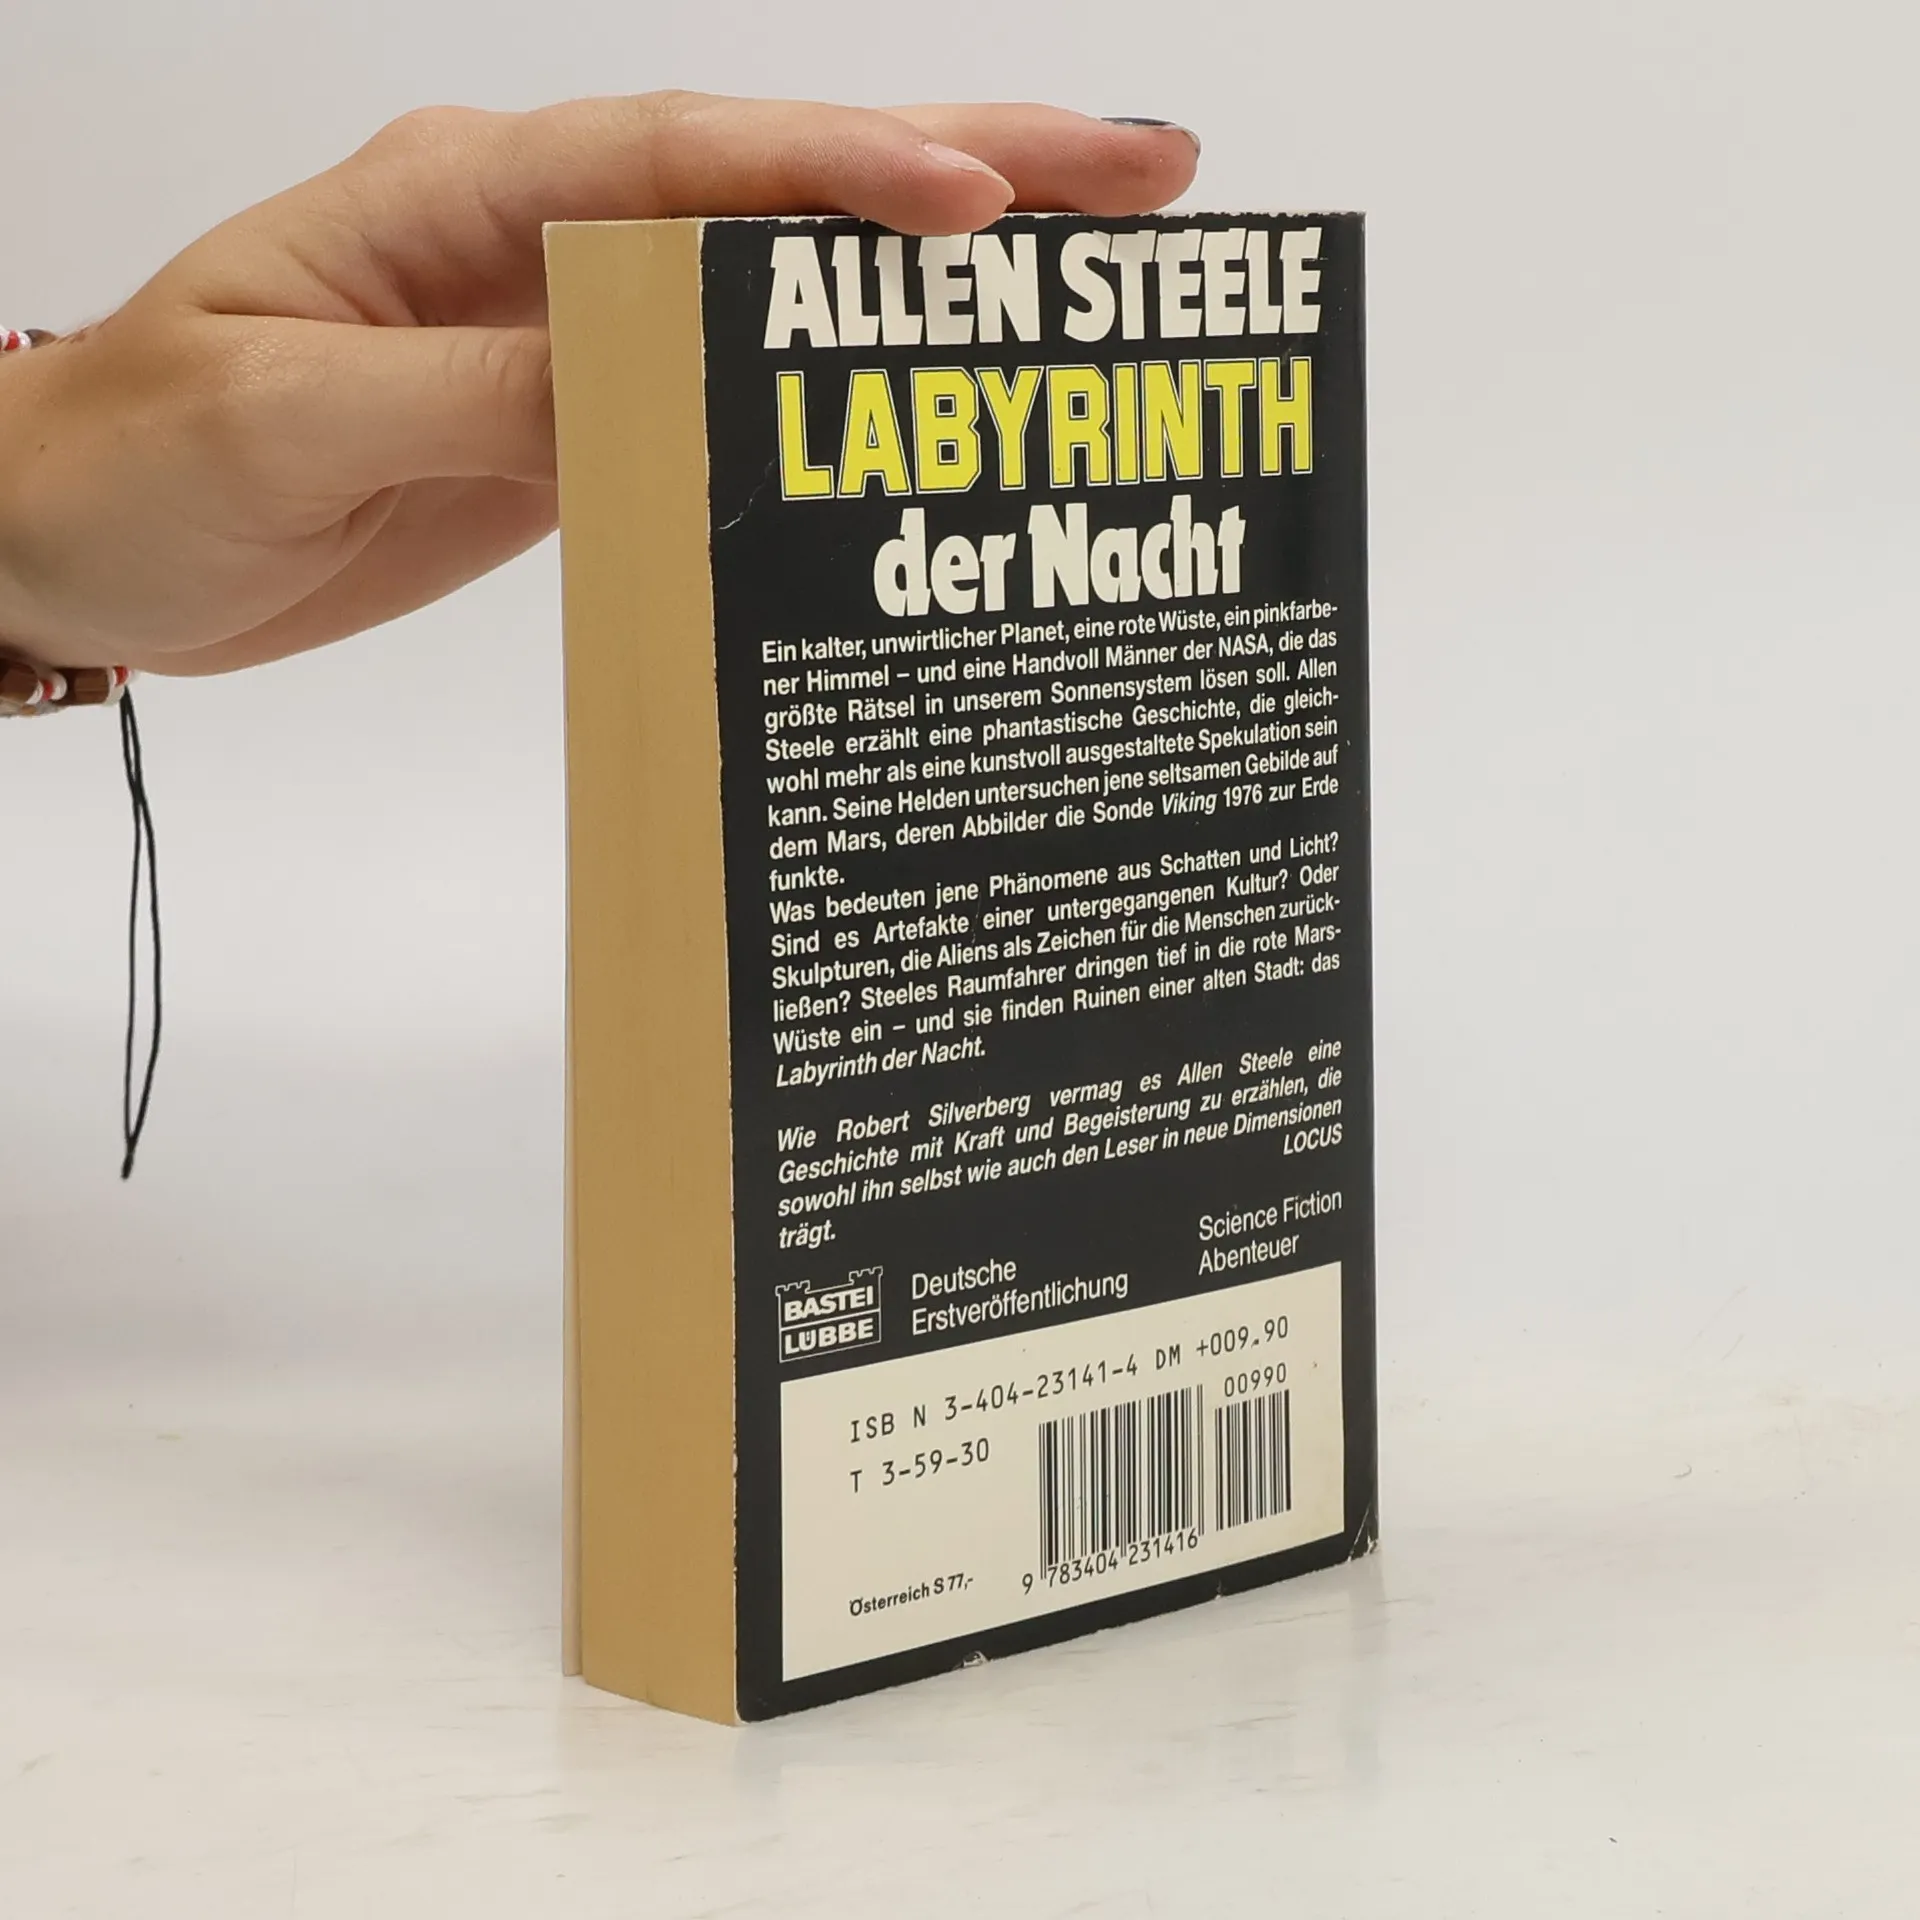 ALLEN STEELE
LABYRINTH
der Nacht
Ein kalter, unwirtlicher Planet, eine rote Wüste, ein pinkfarbe-
ner Himmel – und eine Handvoll Männer der NASA, die das
größte Rätsel in unserem Sonnensystem lösen soll. Allen
Steele erzählt eine phantastische Geschichte, die gleich-
wohl mehr als eine kunstvoll ausgestaltete Spekulation sein
kann. Seine Helden untersuchen jene seltsamen Gebilde auf
dem Mars, deren Abbilder die Sonde Viking 1976 zur Erde
funkte.
Was bedeuten jene Phänomene aus Schatten und Licht?
Sind es Artefakte einer untergegangenen Kultur? Oder
Skulpturen, die Aliens als Zeichen für die Menschen zurück-
ließen? Steeles Raumfahrer dringen tief in die rote Mars-
Wüste ein – und sie finden Ruinen einer alten Stadt: das
Labyrinth der Nacht.
Wie Robert Silverberg vermag es Allen Steele eine
Geschichte mit Kraft und Begeisterung zu erzählen, die
sowohl ihn selbst wie auch den Leser in neue Dimensionen
trägt.
LOCUS
BASTEI
LÜBBE
Deutsche
Erstveröffentlichung
Science Fiction
Abenteuer
ISB N 3-404-23141-4 DM +009.90
T 3-59-30
00990
9 783404 231416
Österreich S 77,-